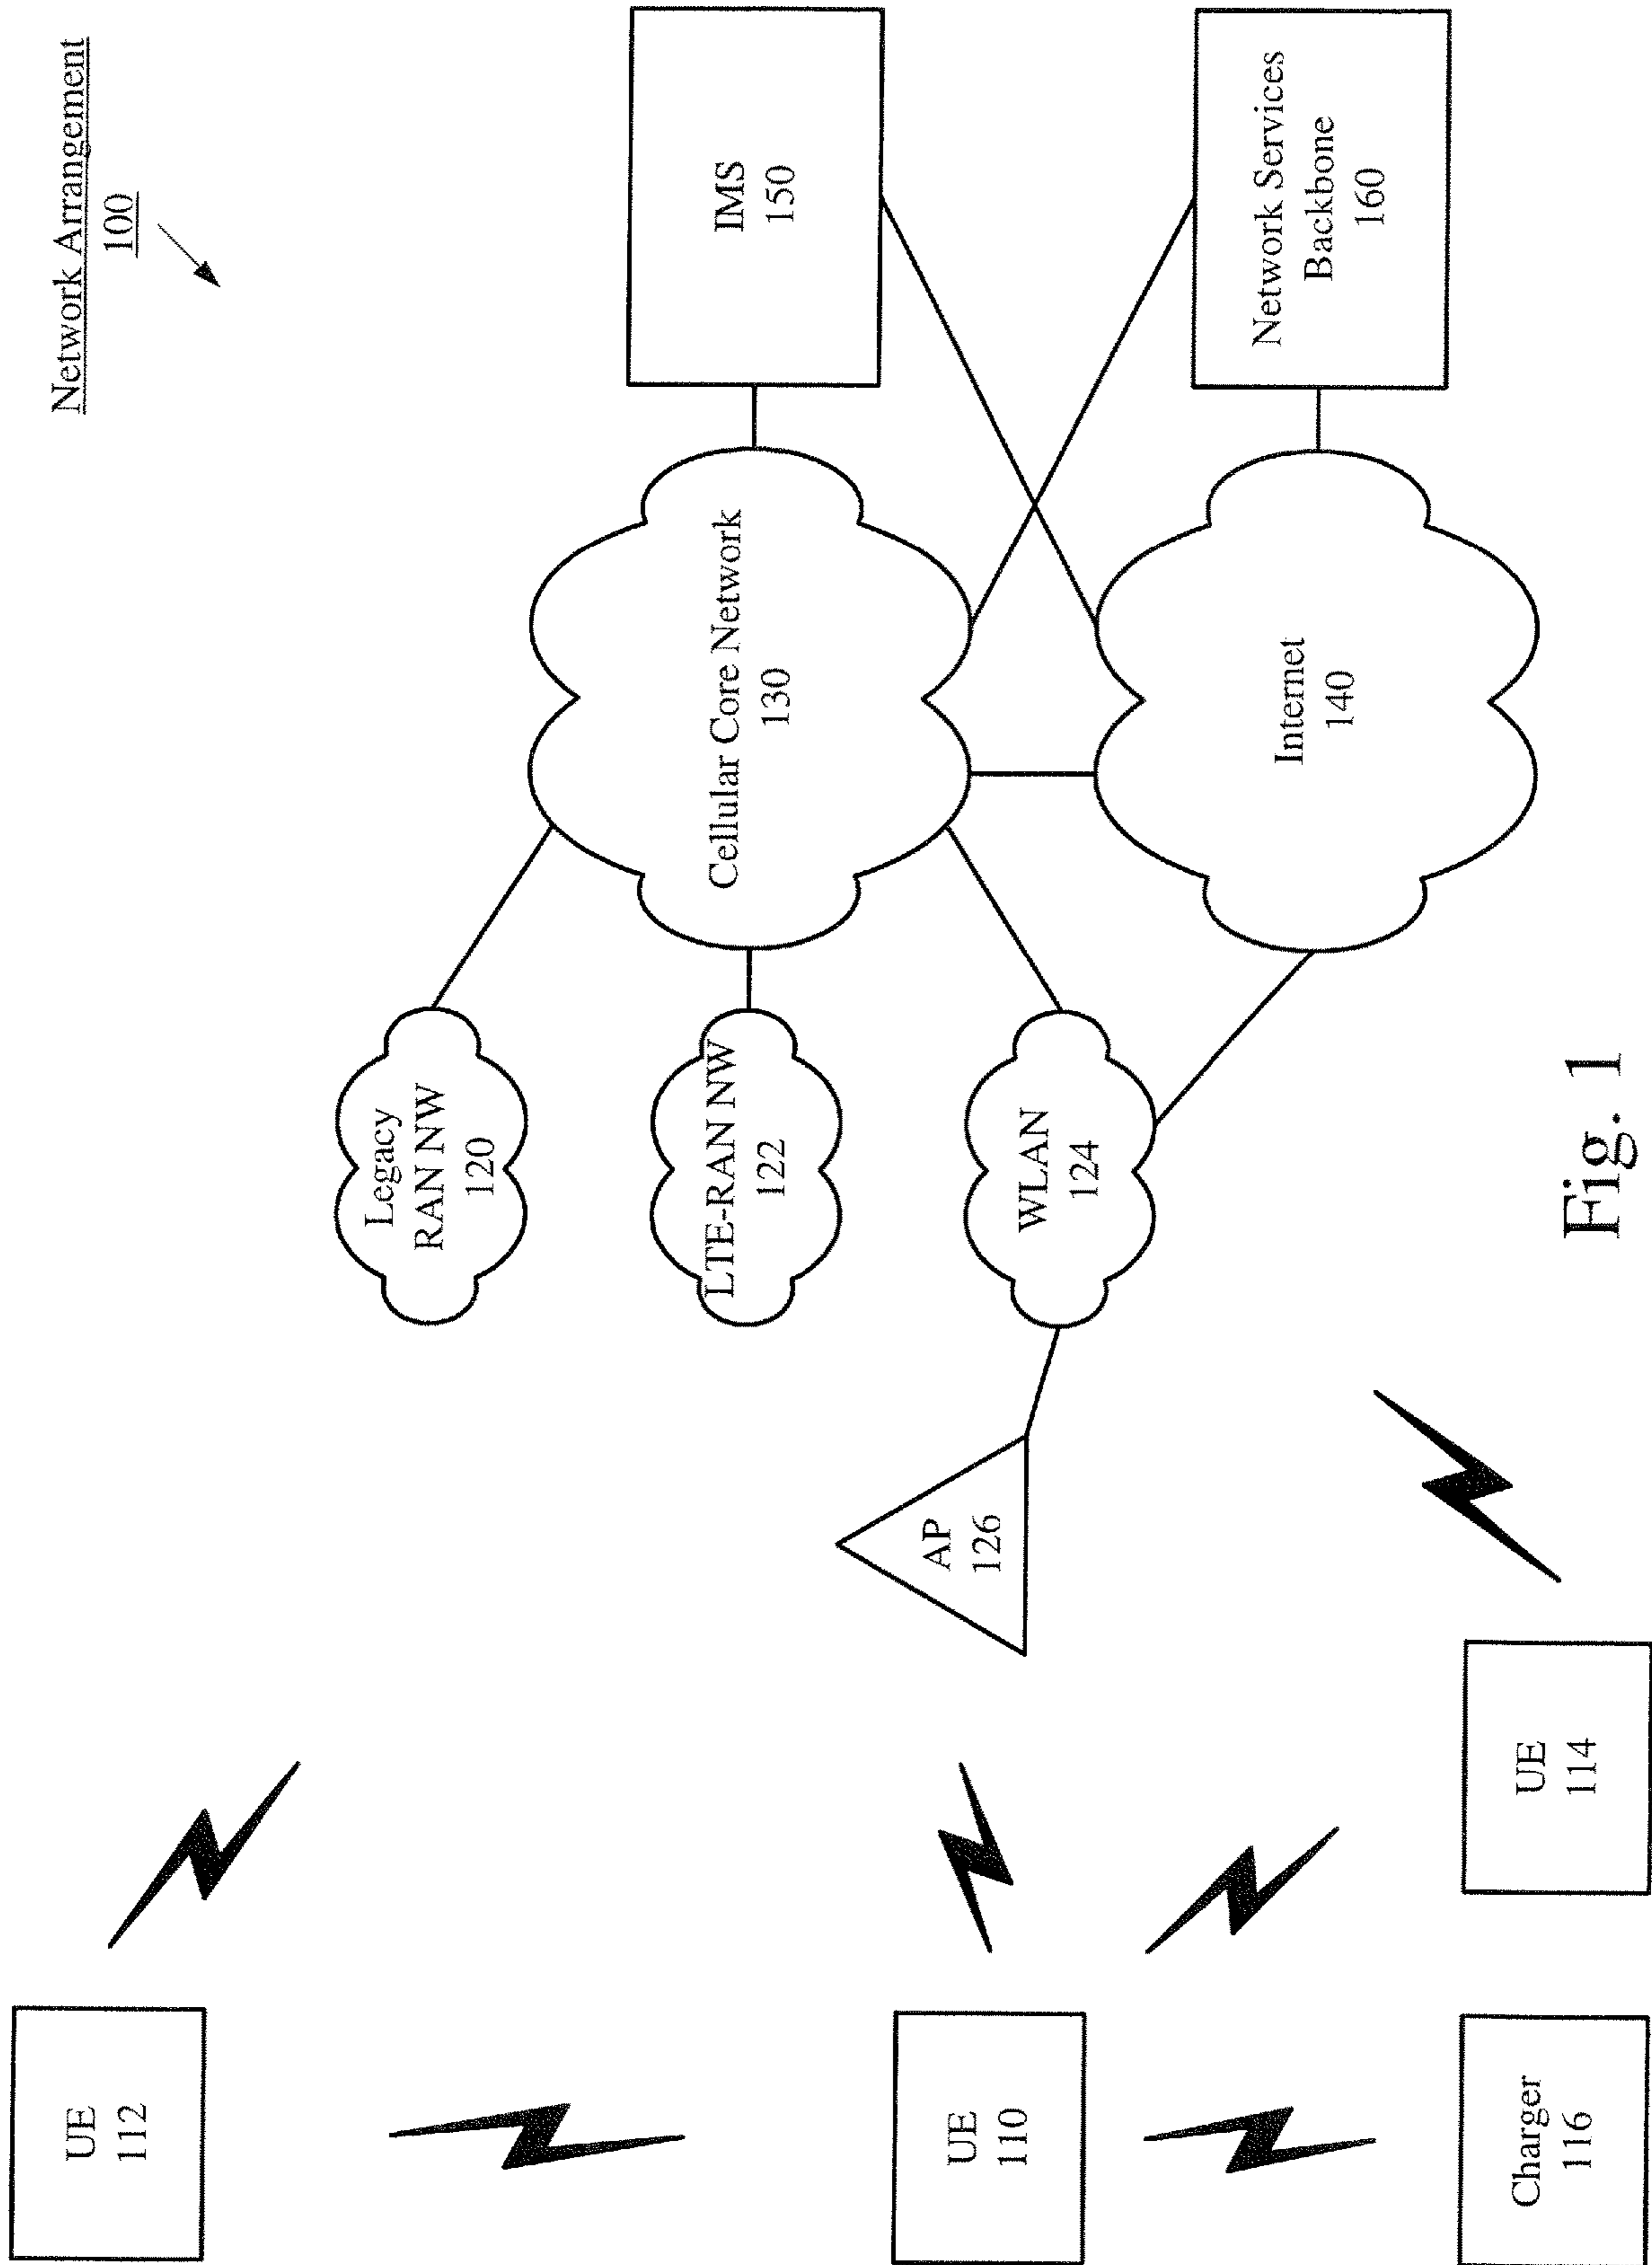 Network Arrangement
100
UE
112
UE
110
Charger
116
UE
114
AP
126
Legacy
RAN NW
120
LTE-RAN NW
122
WLAN
124
Cellular Core Network
130
Internet
140
IMS
150
Network Services
Backbone
160
Fig. 1